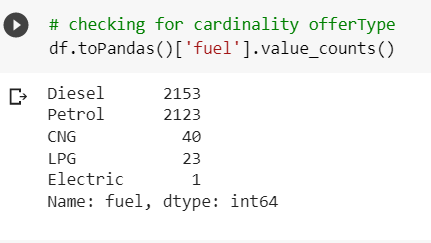 # checking for cardinality offerType
df.toPandas()['fuel'].value_counts()
Diesel 2153
Petrol 2123
CNG 40
LPG 23
Electric 1
Name: fuel, dtype: int64